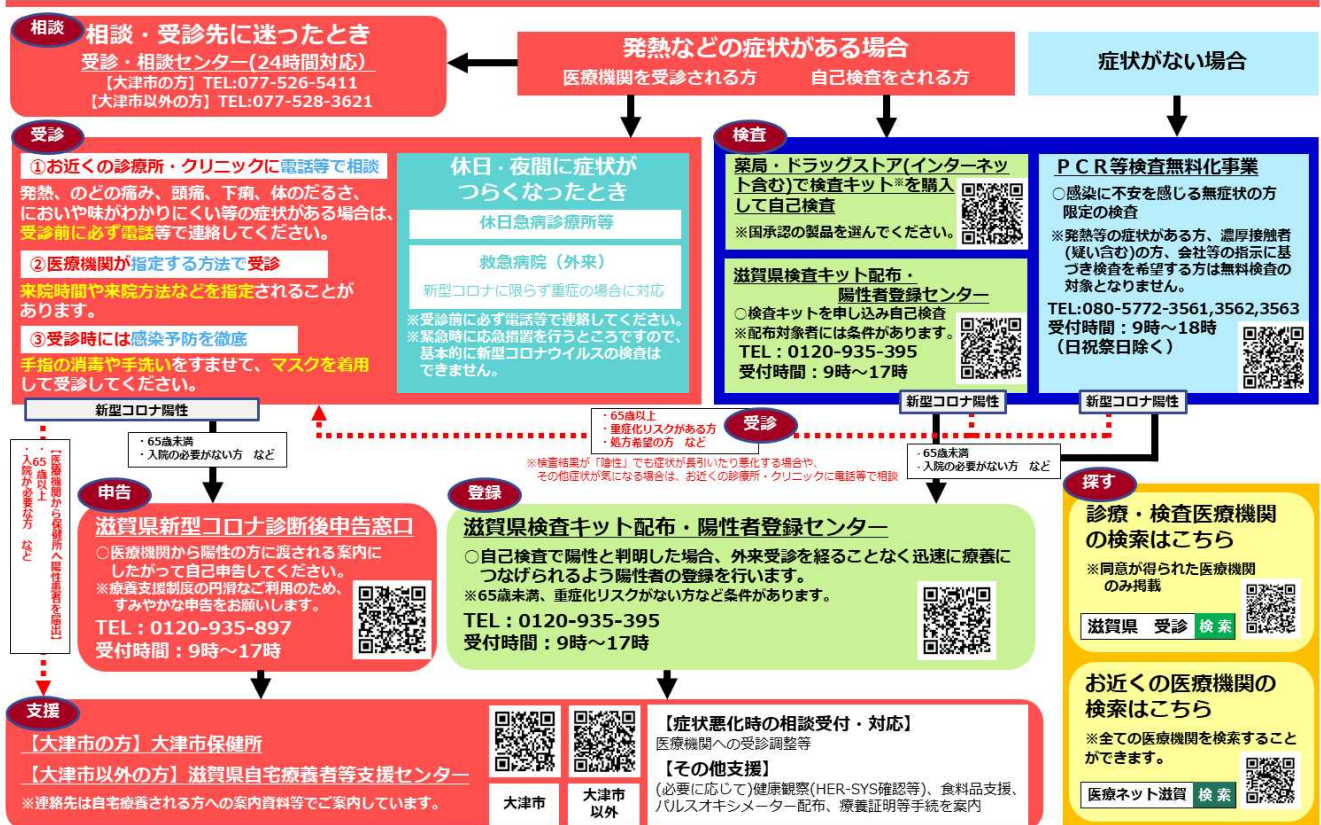 相談
相談・受診先に迷ったとき
受診・相談センター(24時間対応)
【大津市の方】TEL:077-526-5411
【大津市以外の方】TEL:077-528-3621
発熱などの症状がある場合
医療機関を受診される方 自己検査をされる方
症状がない場合
受診
①お近くの診療所・クリニックに電話等で相談
発熱、のどの痛み、頭痛、下痢、体のだるさ、
においや味がわかりにくい等の症状がある場合は、
受診前に必ず電話等で連絡してください。
②医療機関が指定する方法で受診
来院時間や来院方法などを指定されることが
あります。
③受診時には感染予防を徹底
手指の消毒や手洗いをすませて、マスクを着用
して受診してください。
休日・夜間に症状が
つらくなったとき
休日急病診療所等
救急病院(外来)
新型コロナに限らず重症の場合に対応
※受診前に必ず電話等で連絡してください。
※緊急時に応急措置を行うところですので、
基本的に新型コロナウイルスの検査は
できません。
検査
薬局・ドラッグストア(インターネッ
ト含む)で検査キット※を購入
して自己検査
※国承認の製品を選んでください。
滋賀県検査キット配布・
陽性者登録センター
○検査キットを申し込み自己検査
※配布対象者には条件があります。
TEL:0120-935-395
受付時間:9時～17時
PCR等検査無料化事業
○感染に不安を感じる無症状の方
限定の検査
※発熱等の症状がある方、濃厚接触者
(疑い含む)の方、会社等の指示に基
づき検査を希望する方は無料検査の
対象となりません。
TEL:080-5772-3561,3562,3563
受付時間:9時～18時
(日祝祭日除く)
新型コロナ陽性
新型コロナ陽性
新型コロナ陽性
・65歳以上
・重症化リスクがある方
・処方希望の方 など
受診
※検査結果が「陰性」でも症状が長引いたり悪化する場合や、
その他症状が気になる場合は、お近くの診療所・クリニックに電話等で相談
・65歳未満
・入院の必要がない方 など
・65歳未満
・入院の必要がない方 など
【医療機関から保健所へ陽性患者を届出】
・65歳以上
・入院が必要な方 など
申告
滋賀県新型コロナ診断後申告窓口
○医療機関から陽性の方に渡される案内に
したがって自己申告してください。
※療養支援制度の円滑なご利用のため、
すみやかな申告をお願いします。
TEL:0120-935-897
受付時間:9時～17時
登録
滋賀県検査キット配布・陽性者登録センター
○自己検査で陽性と判明した場合、外来受診を経ることなく迅速に療養に
つなげられるよう陽性者の登録を行います。
※65歳未満、重症化リスクがない方など条件があります。
TEL:0120-935-395
受付時間:9時～17時
探す
診療・検査医療機関
の検索はこちら
※同意が得られた医療機関
のみ掲載
滋賀県 受診 検索
お近くの医療機関の
検索はこちら
※全ての医療機関を検索すること
ができます。
医療ネット滋賀 検索
支援
【大津市の方】大津市保健所
【大津市以外の方】滋賀県自宅療養者等支援センター
※連絡先は自宅療養される方への案内資料等でご案内しています。
大津市
大津市
以外
【症状悪化時の相談受付・対応】
医療機関への受診調整等
【その他支援】
(必要に応じて)健康観察(HER-SYS確認等)、食料品支援、
パルスオキシメーター配布、療養証明等手続を案内